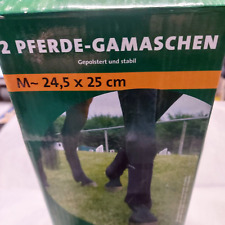 2 PFERDE-GAMASCHEN
Gepolstert und stabil
M~ 24,5 x 25 cm